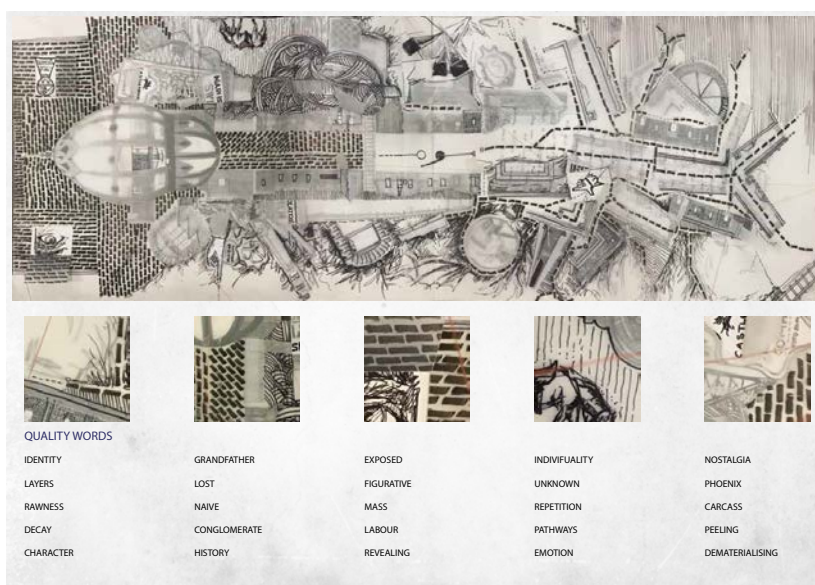 QUALITY WORDS
IDENTITY
LAYERS
RAWNESS
DECAY
CHARACTER
GRANDFATHER
LOST
NAIVE
CONGLOMERATE
HISTORY
EXPOSED
FIGURATIVE
MASS
LABOUR
REVEALING
INDIVIFUALITY
UNKNOWN
REPETITION
PATHWAYS
EMOTION
NOSTALGIA
PHOENIX
CARCASS
PEELING
DEMATERIALISING